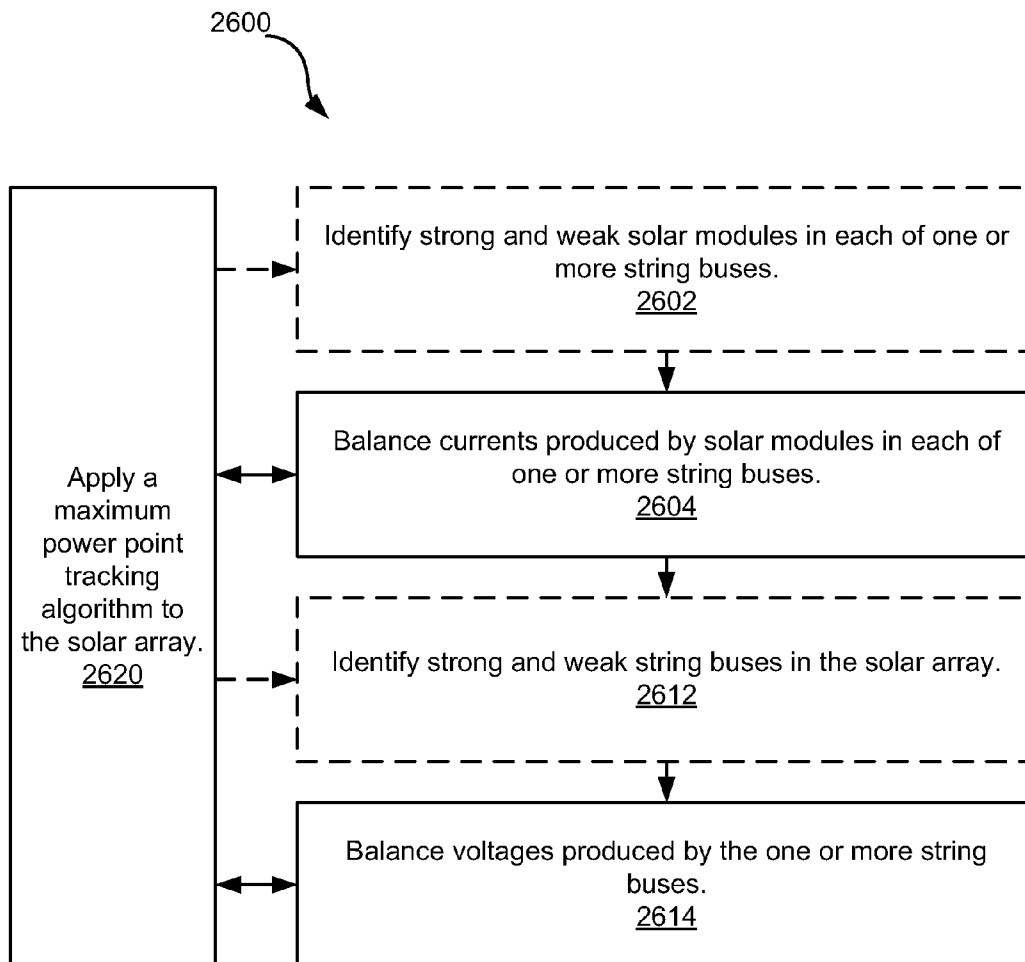 2600
Identify strong and weak solar modules in each of one or
more string buses.
2602
Balance currents produced by solar modules in each of
one or more string buses.
2604
Apply a
maximum
power point
tracking
algorithm to
the solar array.
2620
Identify strong and weak string buses in the solar array.
2612
Balance voltages produced by the one or more string
buses.
2614